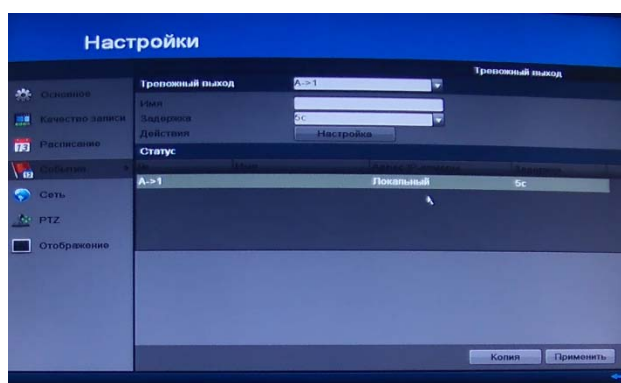 Настройки
Тревожный выход
Основное
Качество записи
Расписание
События
Сеть
PTZ
Отображение
Тревожный выход A->1
Имя
Задержка 5с
Действия Настройка
Статус
A->1 Локальный 5с
Копия Применить